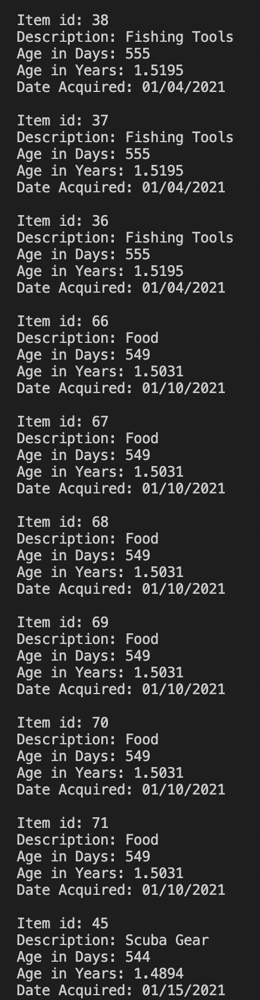 Item id: 38
Description: Fishing Tools
Age in Days: 555
Age in Years: 1.5195
Date Acquired: 01/04/2021

Item id: 37
Description: Fishing Tools
Age in Days: 555
Age in Years: 1.5195
Date Acquired: 01/04/2021

Item id: 36
Description: Fishing Tools
Age in Days: 555
Age in Years: 1.5195
Date Acquired: 01/04/2021

Item id: 66
Description: Food
Age in Days: 549
Age in Years: 1.5031
Date Acquired: 01/10/2021

Item id: 67
Description: Food
Age in Days: 549
Age in Years: 1.5031
Date Acquired: 01/10/2021

Item id: 68
Description: Food
Age in Days: 549
Age in Years: 1.5031
Date Acquired: 01/10/2021

Item id: 69
Description: Food
Age in Days: 549
Age in Years: 1.5031
Date Acquired: 01/10/2021

Item id: 70
Description: Food
Age in Days: 549
Age in Years: 1.5031
Date Acquired: 01/10/2021

Item id: 71
Description: Food
Age in Days: 549
Age in Years: 1.5031
Date Acquired: 01/10/2021

Item id: 45
Description: Scuba Gear
Age in Days: 544
Age in Years: 1.4894
Date Acquired: 01/15/2021